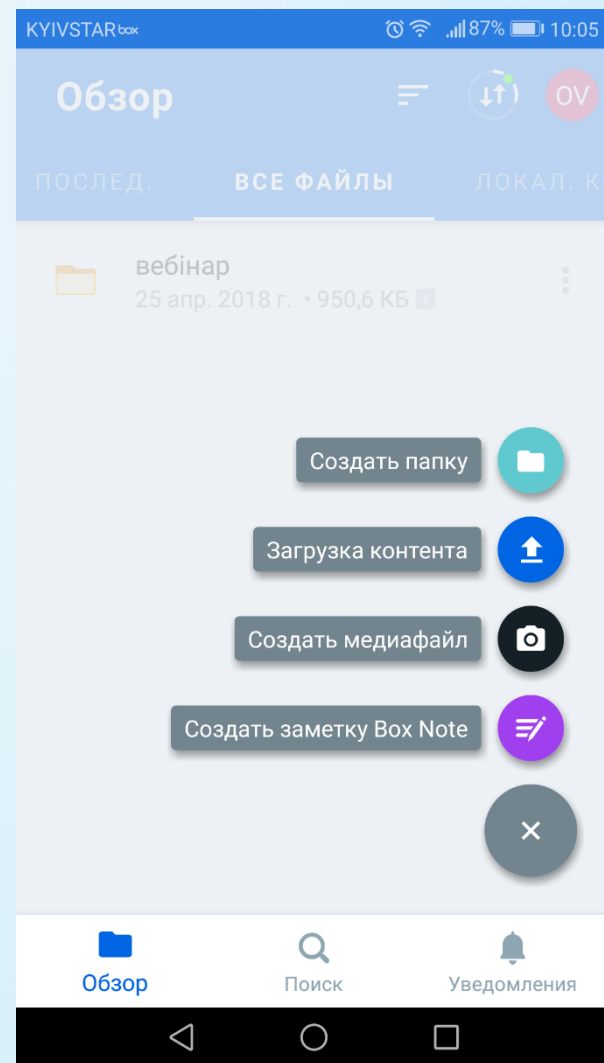 KYIVSTAR box 87% 10:05
Обзор OV
ПОСЛЕД. ВСЕ ФАЙЛЫ ЛОКАЛ. К
вебінар
25 апр. 2018 г. • 950,6 КБ
Создать папку
Загрузка контента
Создать медиафайл
Создать заметку Box Note
Обзор Поиск Уведомления